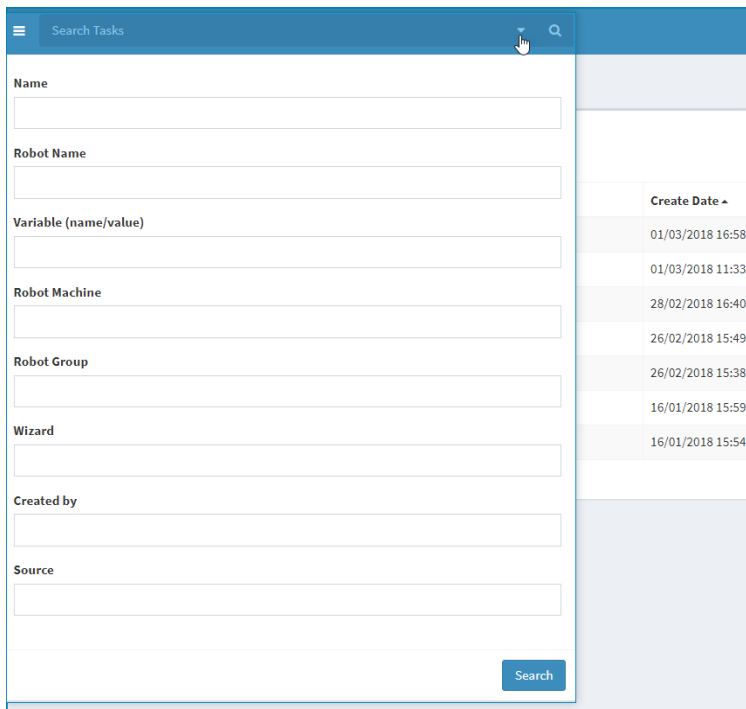 Search Tasks
Name
Robot Name
Variable (name/value)
Robot Machine
Robot Group
Wizard
Created by
Source
Search
Create Date
01/03/2018 16:58
01/03/2018 11:33
28/02/2018 16:40
26/02/2018 15:49
26/02/2018 15:38
16/01/2018 15:59
16/01/2018 15:54